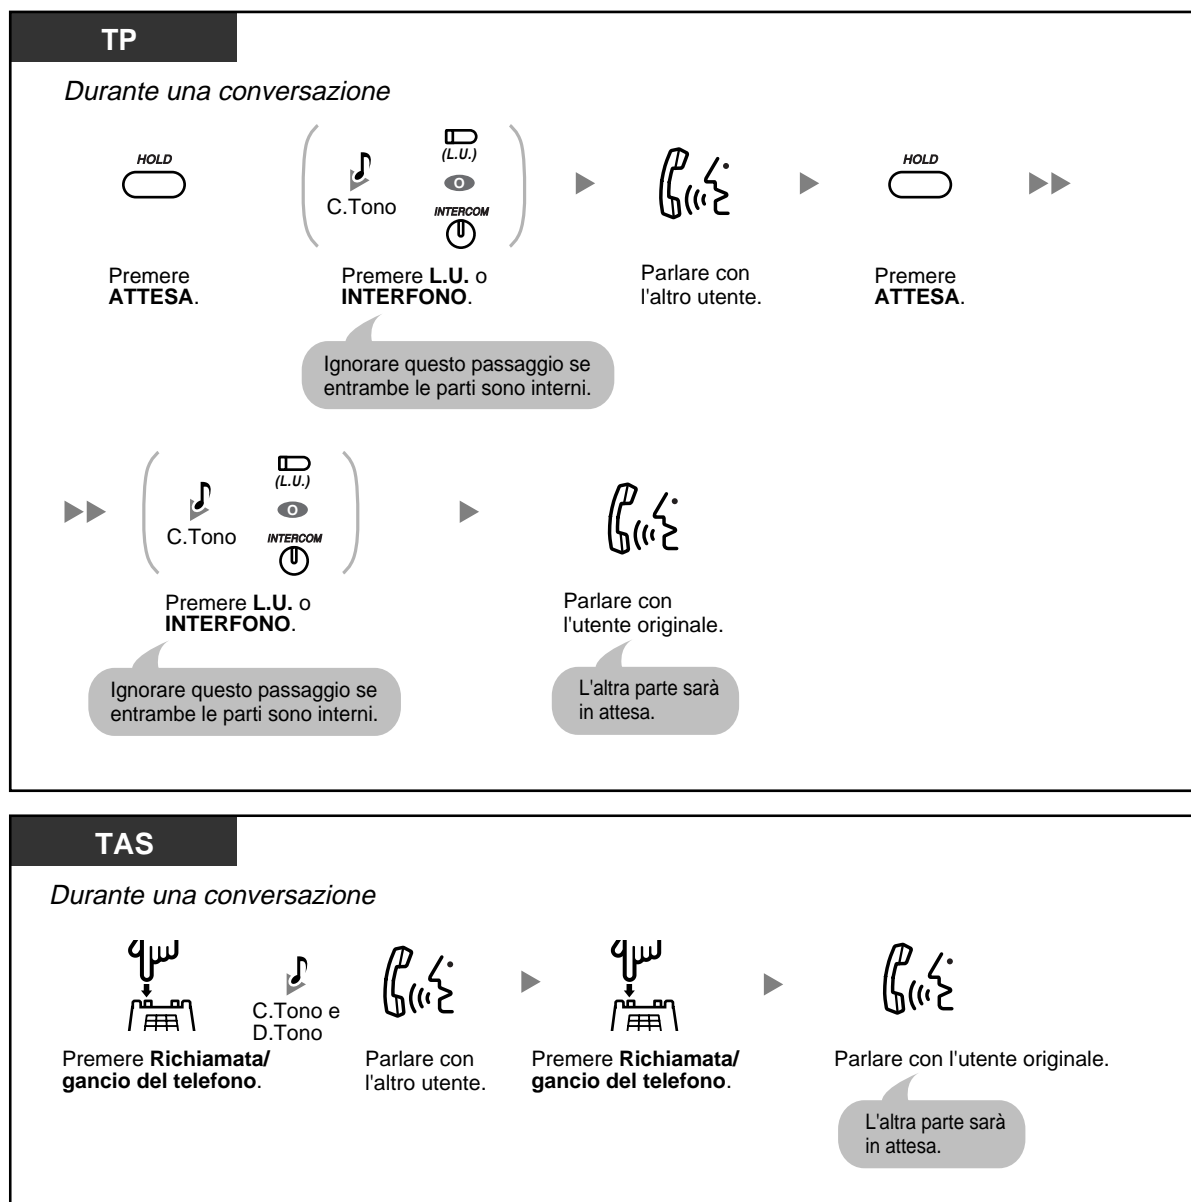 TP
Durante una conversazione
HOLD
Premere
ATTESA.
C.Tono
(L.U.)
O
INTERCOM
Premere L.U. o
INTERFONO.
Ignorare questo passaggio se
entrambe le parti sono interni.
Parlare con
l'altro utente.
HOLD
Premere
ATTESA.
C.Tono
(L.U.)
O
INTERCOM
Premere L.U. o
INTERFONO.
Ignorare questo passaggio se
entrambe le parti sono interni.
Parlare con
l'utente originale.
L'altra parte sarà
in attesa.
TAS
Durante una conversazione
Premere Richiamata/
gancio del telefono.
C.Tono e
D.Tono
Parlare con
l'altro utente.
Premere Richiamata/
gancio del telefono.
Parlare con l'utente originale.
L'altra parte sarà
in attesa.